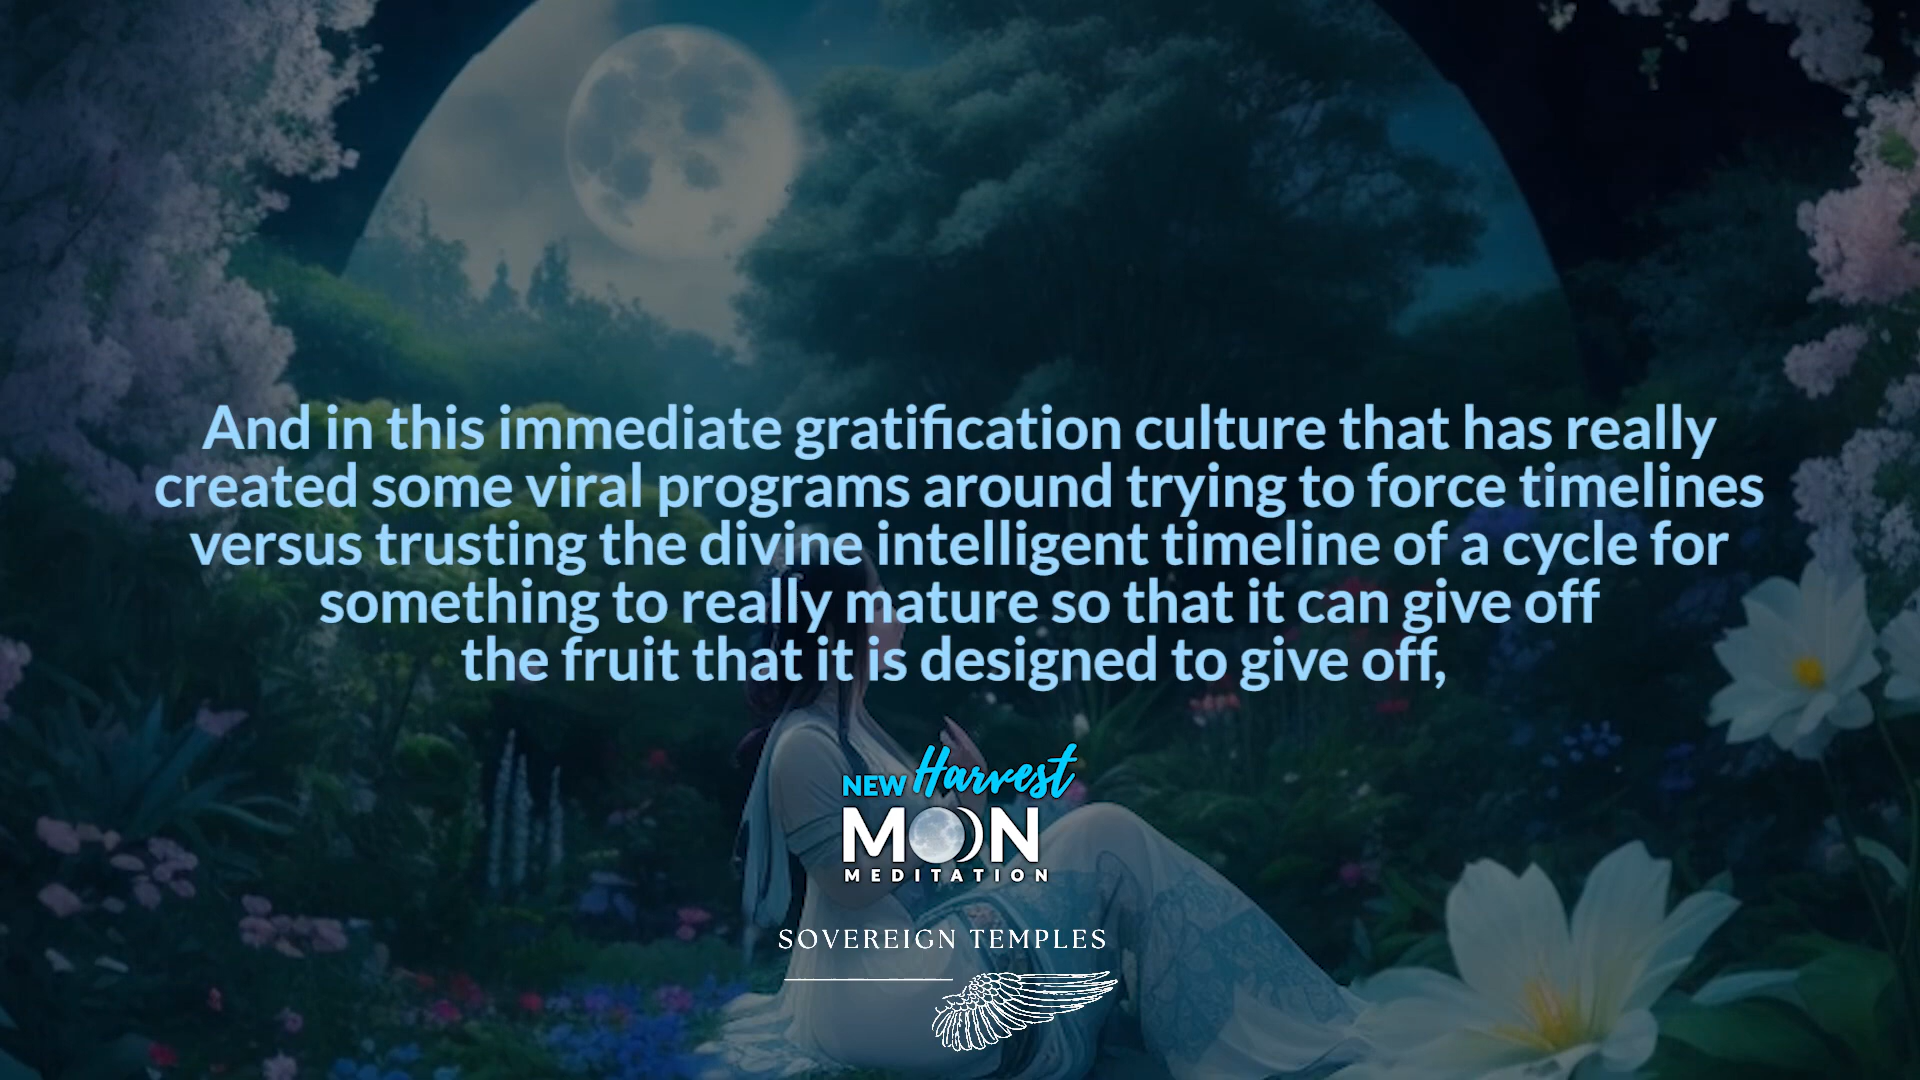 And in this immediate gratification culture that has really
created some viral programs around trying to force timelines
versus trusting the divine intelligent timeline of a cycle for
something to really mature so that it can give off
the fruit that it is designed to give off,
NEW Harvest
MOON
MEDITATION
SOVEREIGN TEMPLES